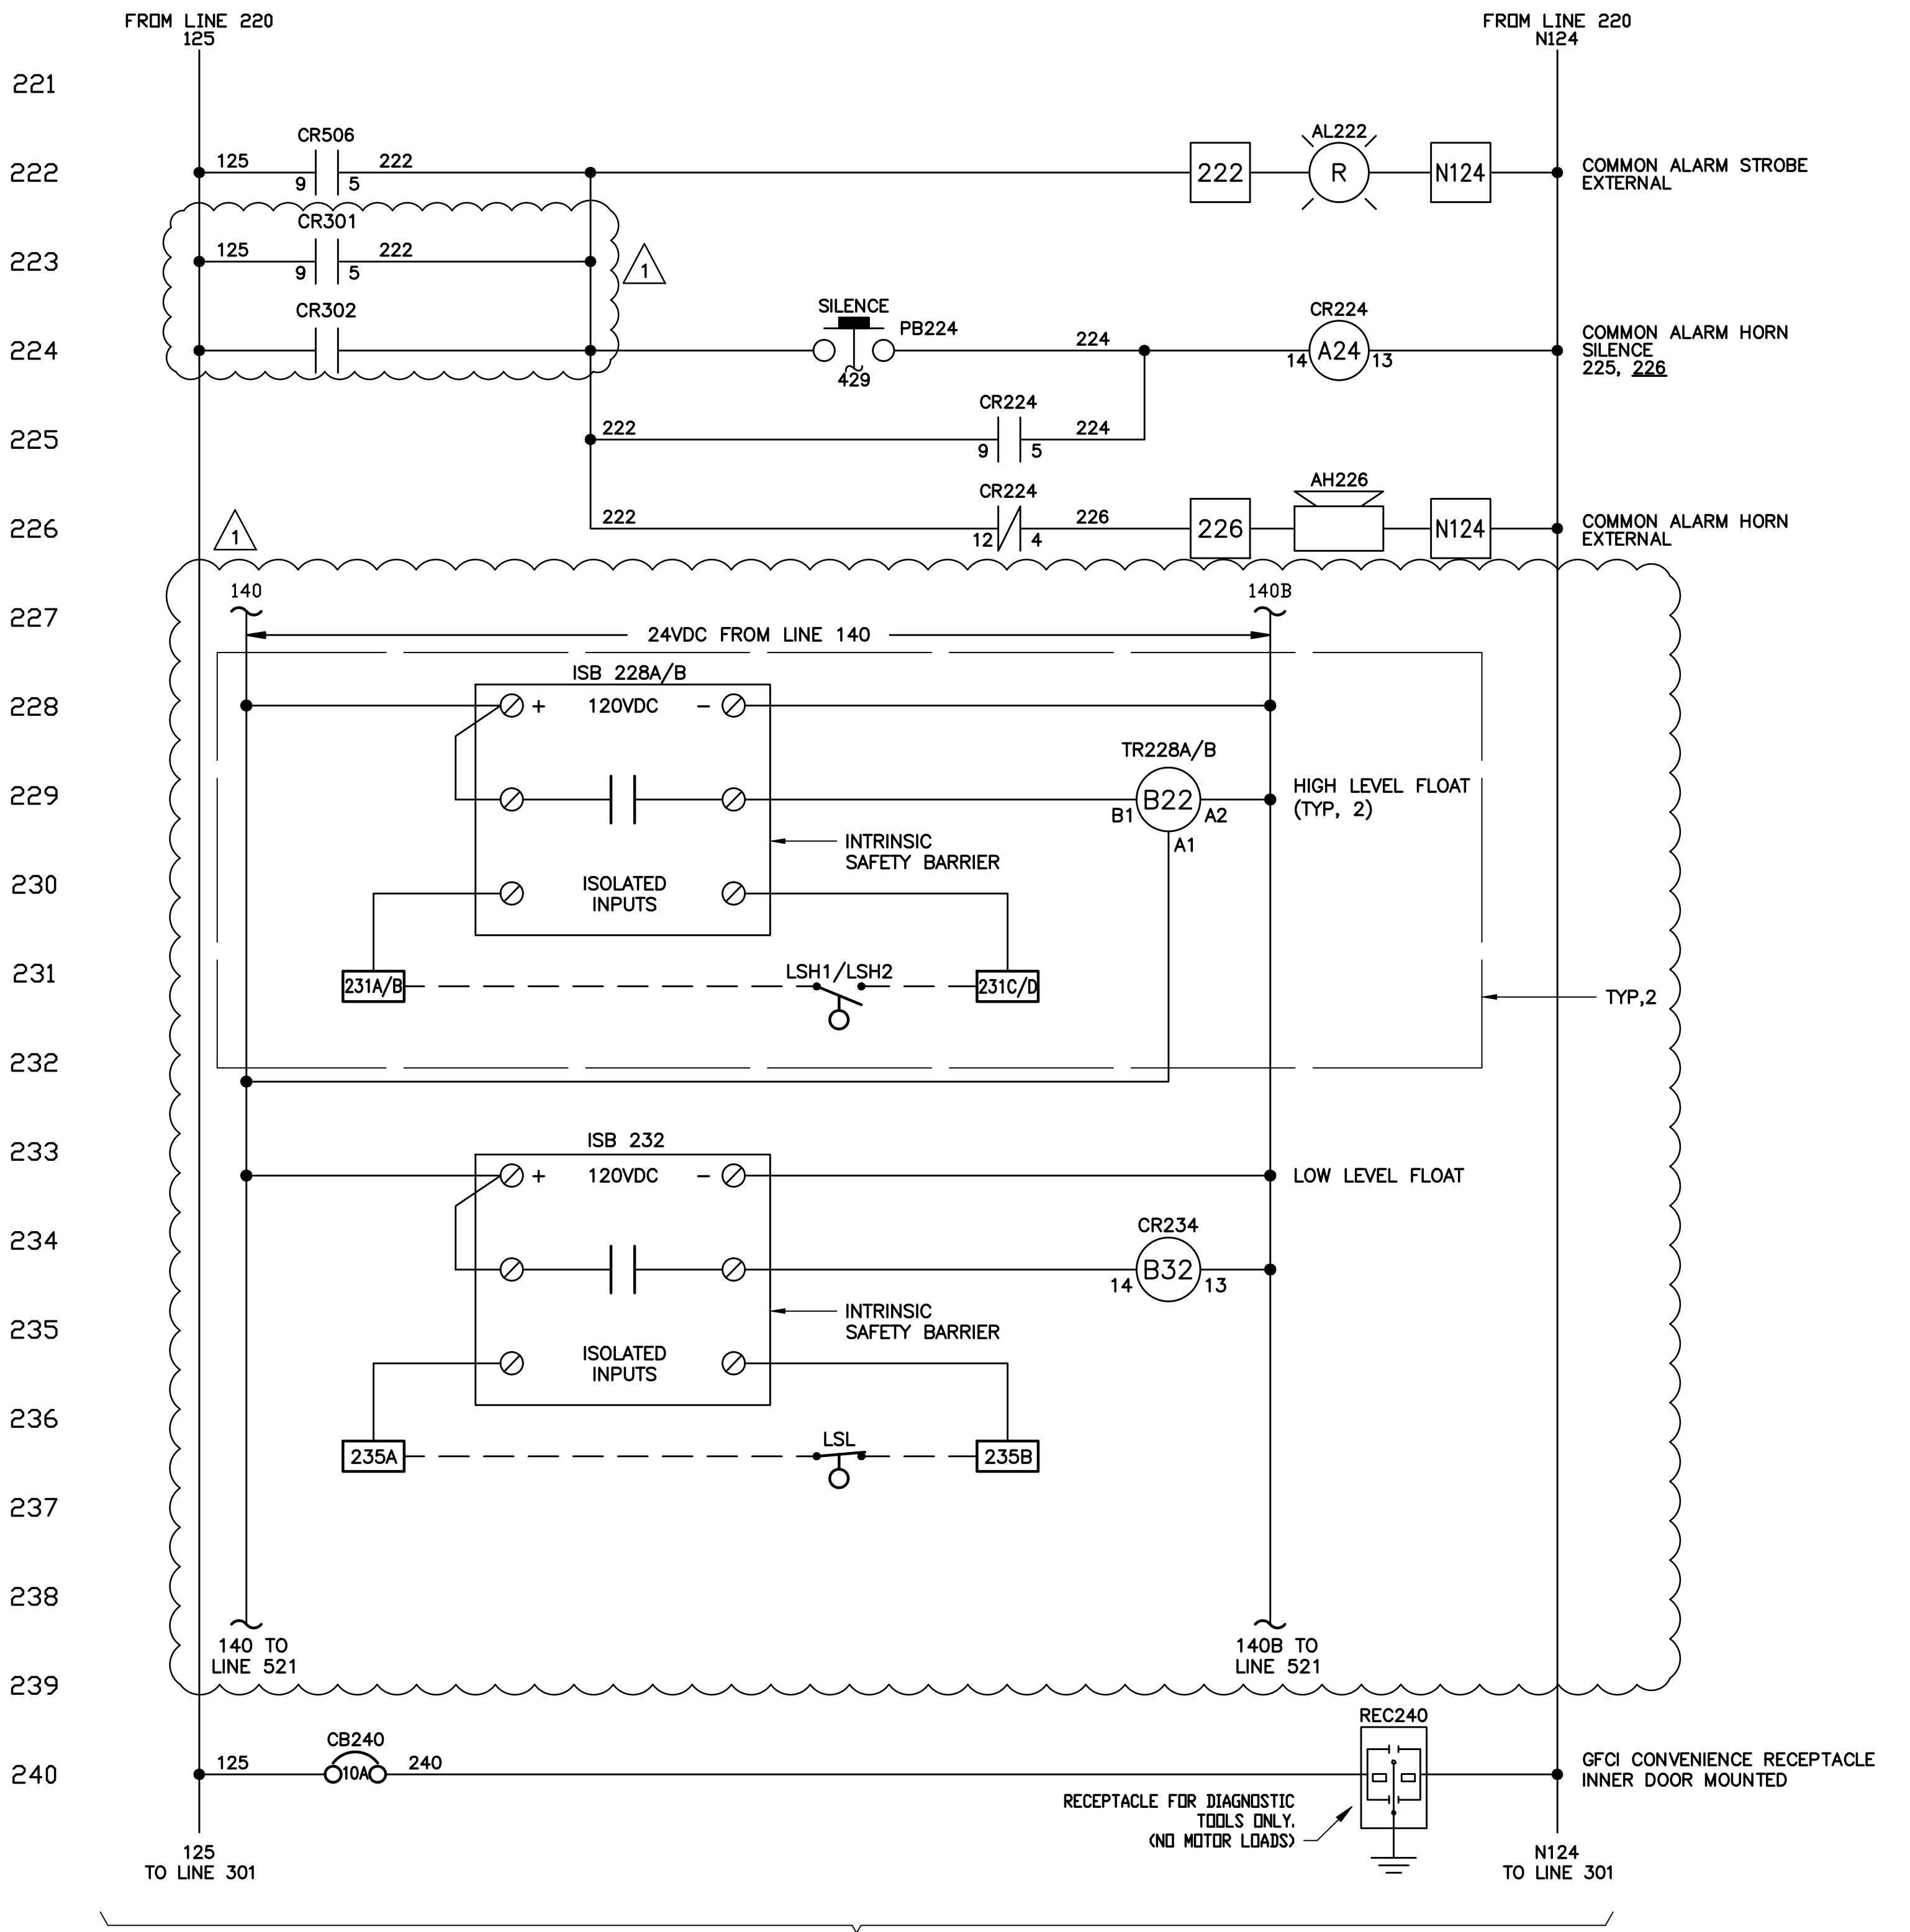 FROM LINE 220
125
FROM LINE 220
N124
221
CR506
AL222
222
125
222
9
5
222
R
N124
COMMON ALARM STROBE
EXTERNAL
CR301
223
125
222
9
5
1
CR302
SILENCE
PB224
CR224
224
429
224
14
A24
13
COMMON ALARM HORN
SILENCE
225, 226
CR224
225
222
224
9
5
CR224
AH226
226
1
222
226
12
4
226
N124
COMMON ALARM HORN
EXTERNAL
140
140B
227
24VDC FROM LINE 140
ISB 228A/B
228
+ 120VDC -
TR228A/B
229
B1
B22
A2
A1
HIGH LEVEL FLOAT
(TYP, 2)
INTRINSIC
SAFETY BARRIER
230
ISOLATED
INPUTS
231
231A/B
LSH1/LSH2
231C/D
TYP,2
232
233
ISB 232
+ 120VDC -
LOW LEVEL FLOAT
234
CR234
14
B32
13
235
INTRINSIC
SAFETY BARRIER
ISOLATED
INPUTS
236
235A
LSL
235B
237
238
140 TO
LINE 521
140B TO
LINE 521
239
CB240
REC240
240
125
10A
240
GFCI CONVENIENCE RECEPTACLE
INNER DOOR MOUNTED
RECEPTACLE FOR DIAGNOSTIC
TOOLS ONLY.
(NO MOTOR LOADS)
125
TO LINE 301
N124
TO LINE 301